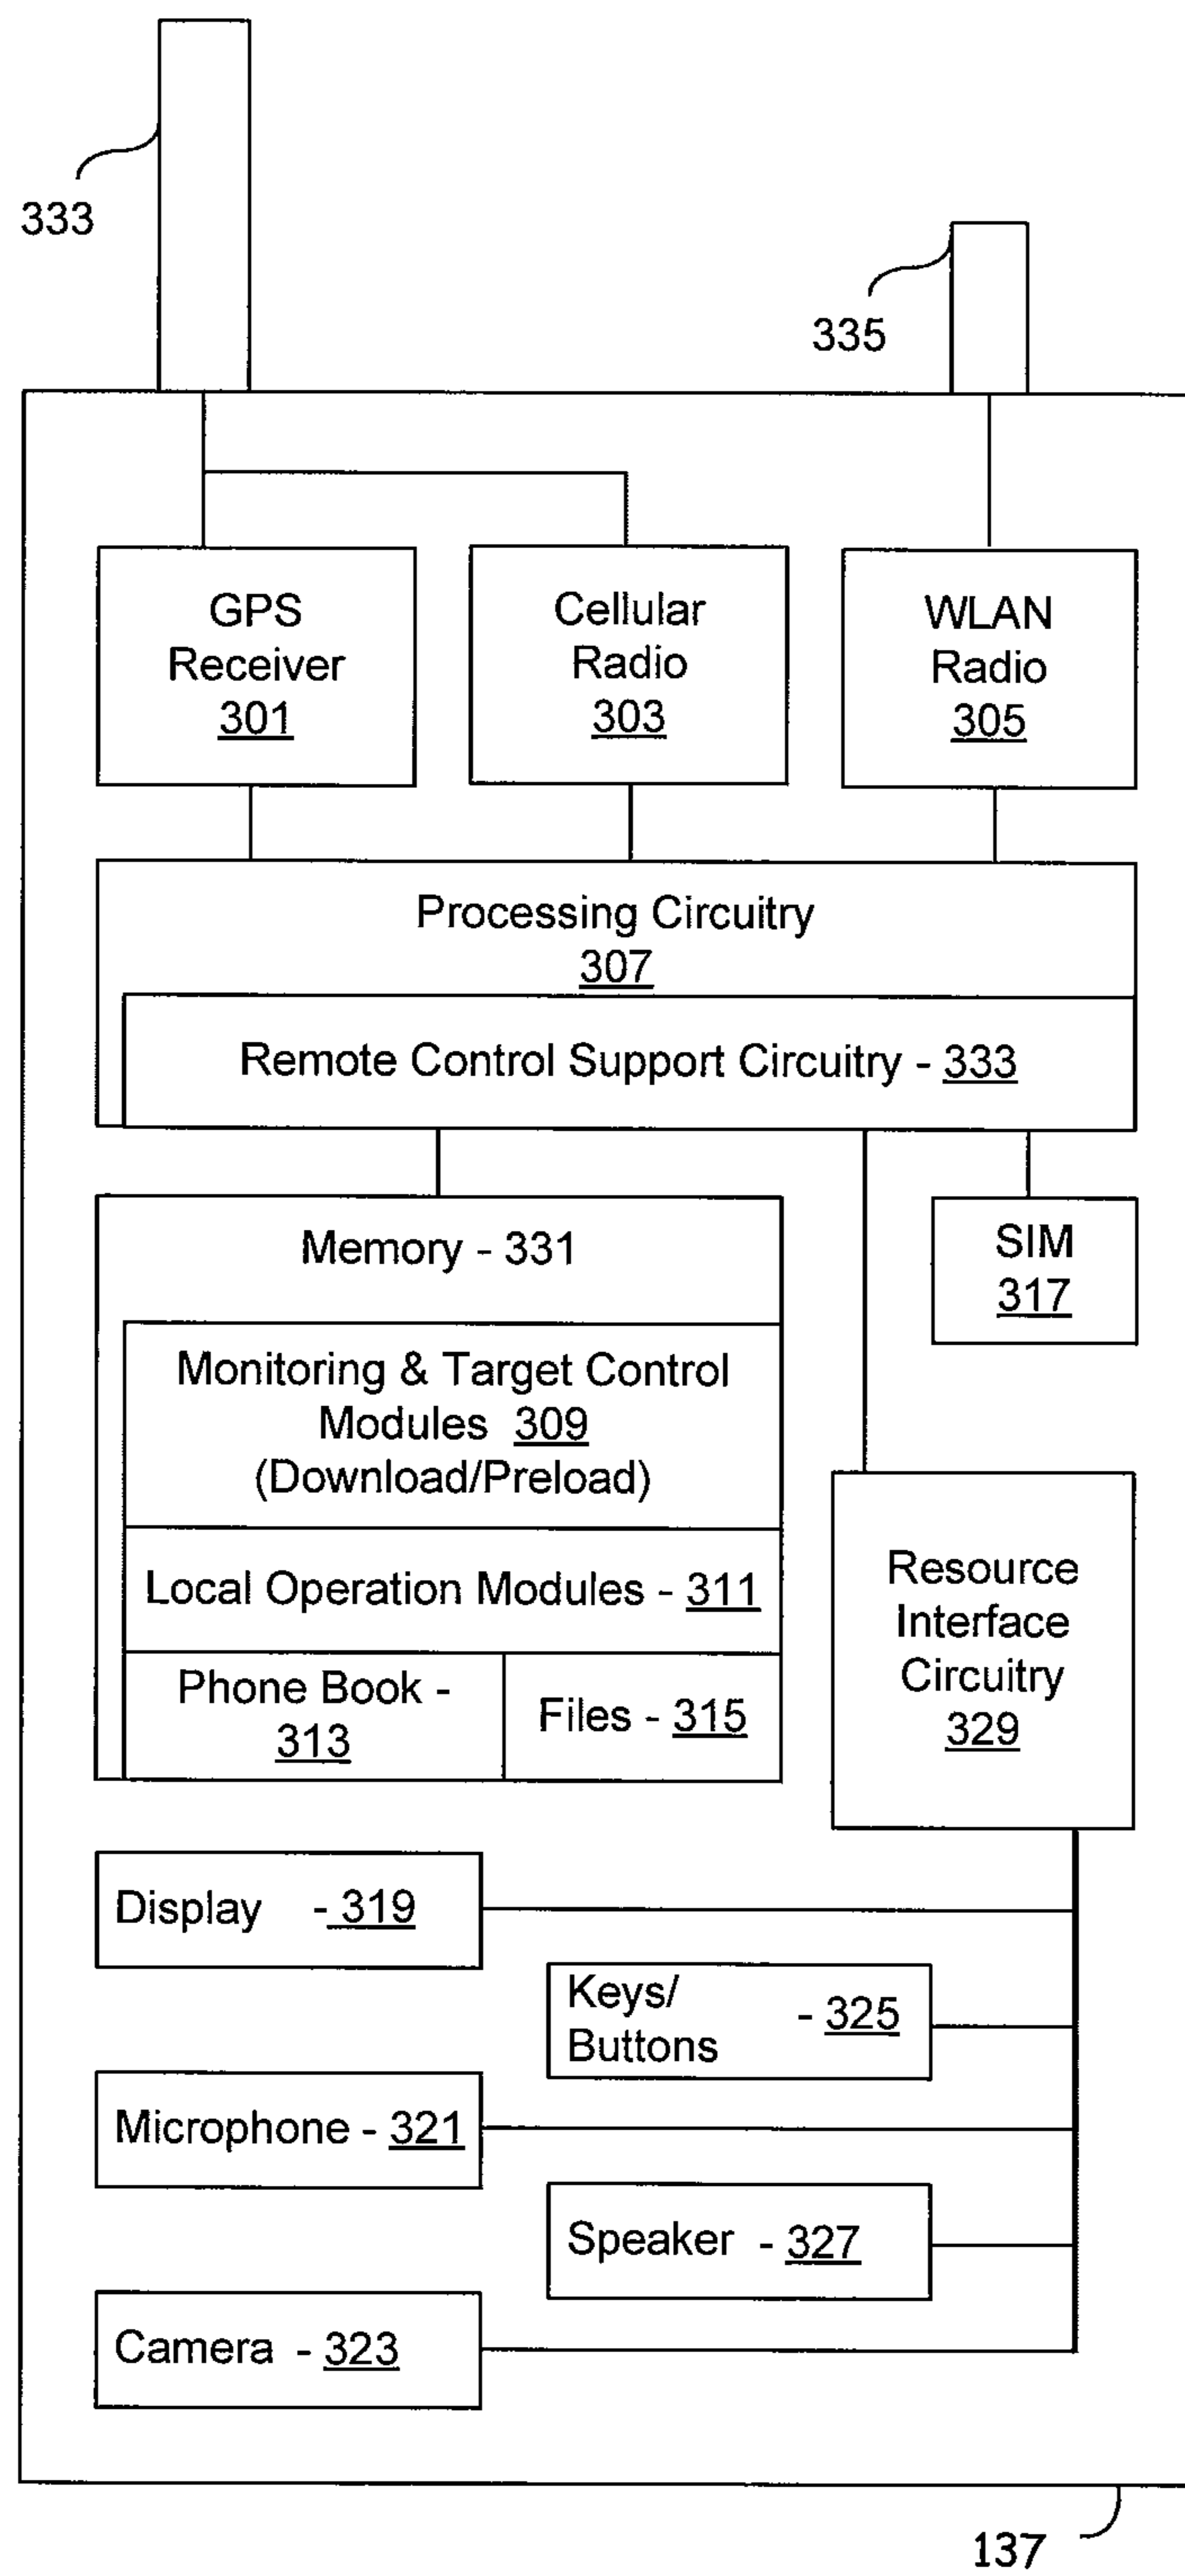 333
335
GPS
Receiver
301
Cellular
Radio
303
WLAN
Radio
305
Processing Circuitry
307
Remote Control Support Circuitry - 333
Memory - 331
SIM
317
Monitoring & Target Control
Modules 309
(Download/Preload)
Local Operation Modules - 311
Phone Book -
313
Files - 315
Resource
Interface
Circuitry
329
Display - 319
Keys/
Buttons - 325
Microphone - 321
Speaker - 327
Camera - 323
137